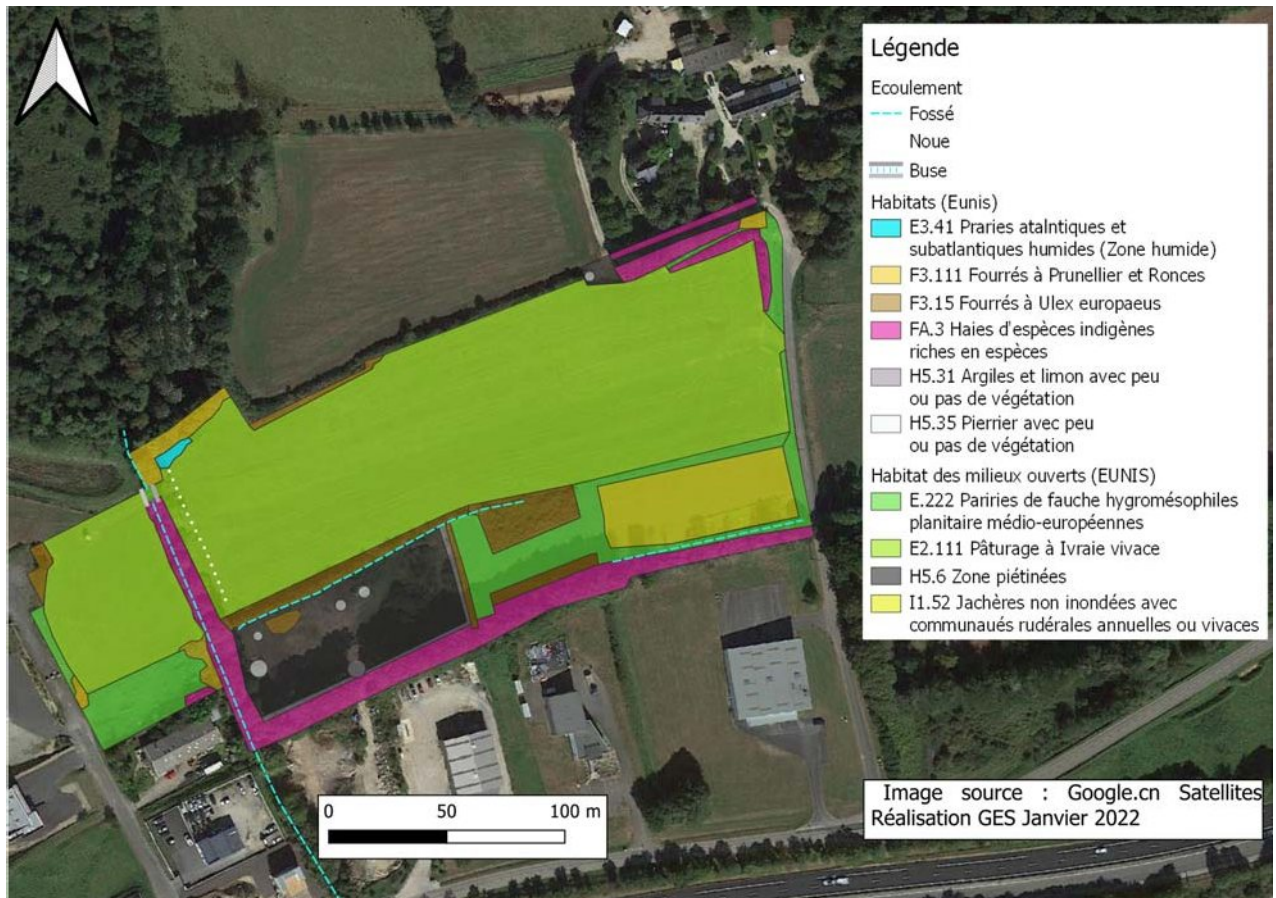 Légende
Ecoulement
Fossé
Noue
Buse
Habitats (Eunis)
E3.41 Praries atalntiques et
subatlantiques humides (Zone humide)
F3.111 Fourrés à Prunellier et Ronces
F3.15 Fourrés à Ulex europaeus
FA.3 Haies d'espèces indigènes
riches en espèces
H5.31 Argiles et limon avec peu
ou pas de végétation
H5.35 Pierrier avec peu
ou pas de végétation
Habitat des milieux ouverts (EUNIS)
E.222 Pariries de fauche hygromésophiles
planitaire médio-européennes
E2.111 Pâturage à Ivraie vivace
H5.6 Zone piétinées
I1.52 Jachères non inondées avec
communaués rudérales annuelles ou vivaces
0 50 100 m
Image source : Google.cn Satellites
Réalisation GES Janvier 2022